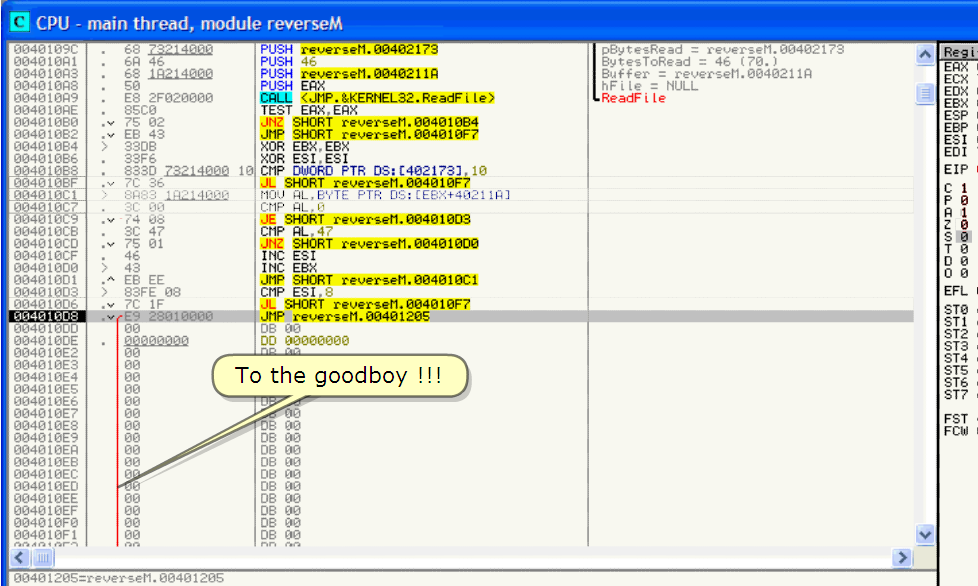 C CPU - main thread, module reverseM
0040109C . 68 73214000 PUSH reverseM.00402173 pBytesRead = reverseM.00402173
004010A1 . 6A 46 PUSH 46 BytesToRead = 46 (70.)
004010A3 . 68 1A214000 PUSH reverseM.0040211A Buffer = reverseM.0040211A
004010A8 . 50 PUSH EAX hFile = NULL
004010A9 . E8 2F020000 CALL <JMP.&KERNEL32.ReadFile> ReadFile
004010AE . 85C0 TEST EAX,EAX
004010B0 . 75 02 JNZ SHORT reverseM.004010B4
004010B2 . EB 43 JMP SHORT reverseM.004010F7
004010B4 > 33DB XOR EBX,EBX
004010B6 . 33F6 XOR ESI,ESI
004010B8 . 833D 73214000 10 CMP DWORD PTR DS:[402173],10
004010BF . 7C 36 JL SHORT reverseM.004010F7
004010C1 > 8A83 1A214000 MOV AL,BYTE PTR DS:[EBX+40211A]
004010C7 . 3C 00 CMP AL,0
004010C9 . 74 08 JE SHORT reverseM.004010D3
004010CB . 3C 47 CMP AL,47
004010CD . 75 01 JNZ SHORT reverseM.004010D0
004010CF . 46 INC ESI
004010D0 > 43 INC EBX
004010D1 .^ EB EE JMP SHORT reverseM.004010C1
004010D3 > 83FE 08 CMP ESI,8
004010D6 . 7C 1F JL SHORT reverseM.004010F7
004010D8 . E9 28010000 JMP reverseM.00401205
004010DD 00 DB 00
004010DE . 00000000 DD 00000000
004010E2 00 DB 00
004010E3 00
004010E4 00
004010E5 00
004010E6 00 DB 00
004010E7 00 DB 00
004010E8 00 DB 00
004010E9 00 DB 00
004010EA 00 DB 00
004010EB 00 DB 00
004010EC 00 DB 00
004010ED 00 DB 00
004010EE 00 DB 00
004010EF 00 DB 00
004010F0 00 DB 00
004010F1 00 DB 00
To the goodboy !!!
00401205=reverseM.00401205
Regi
EAX
ECX
EDX
EBX
ESP
EBP
ESI
EDI
EIP
C 1
P 0
A 1
Z 0
S 0
T 0
D 0
O 0
EFL
ST0
ST1
ST2
ST3
ST4
ST5
ST6
ST7
FST
FCW